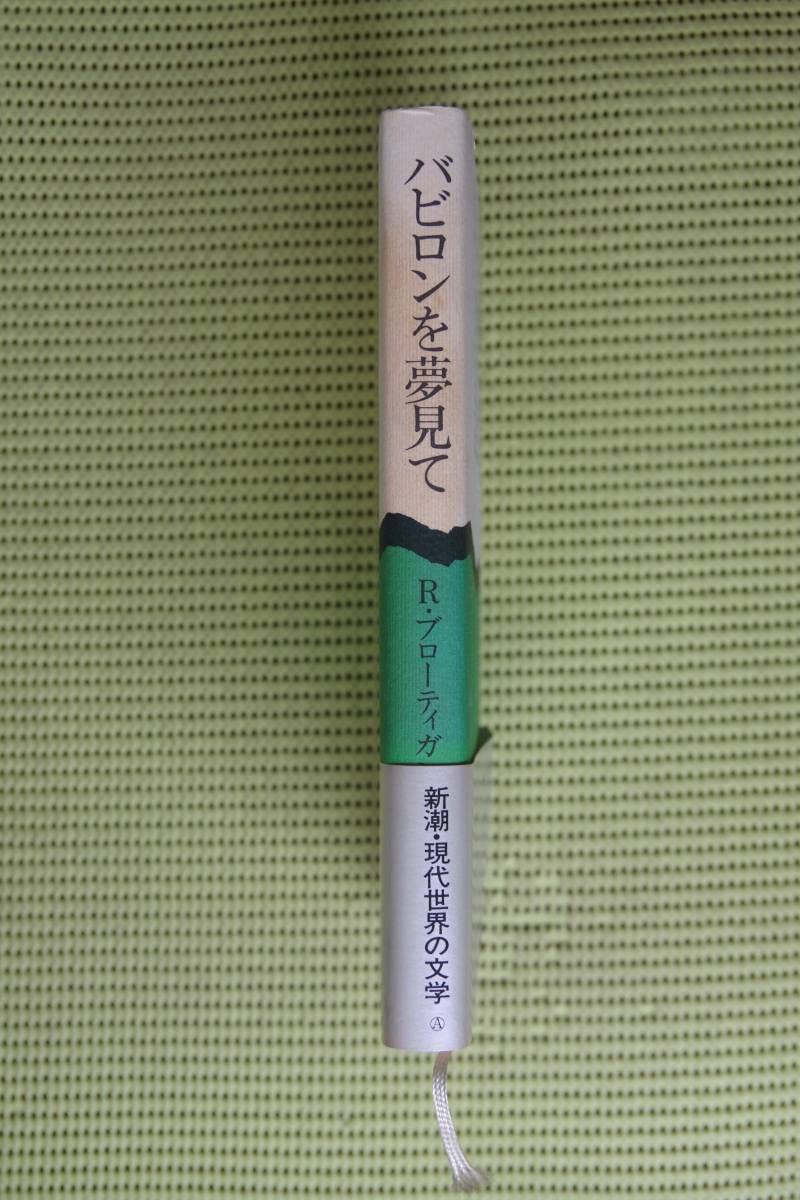 バビロンを夢見て
R・ブローティガ
新潮・現代世界の文学
Ⓐ